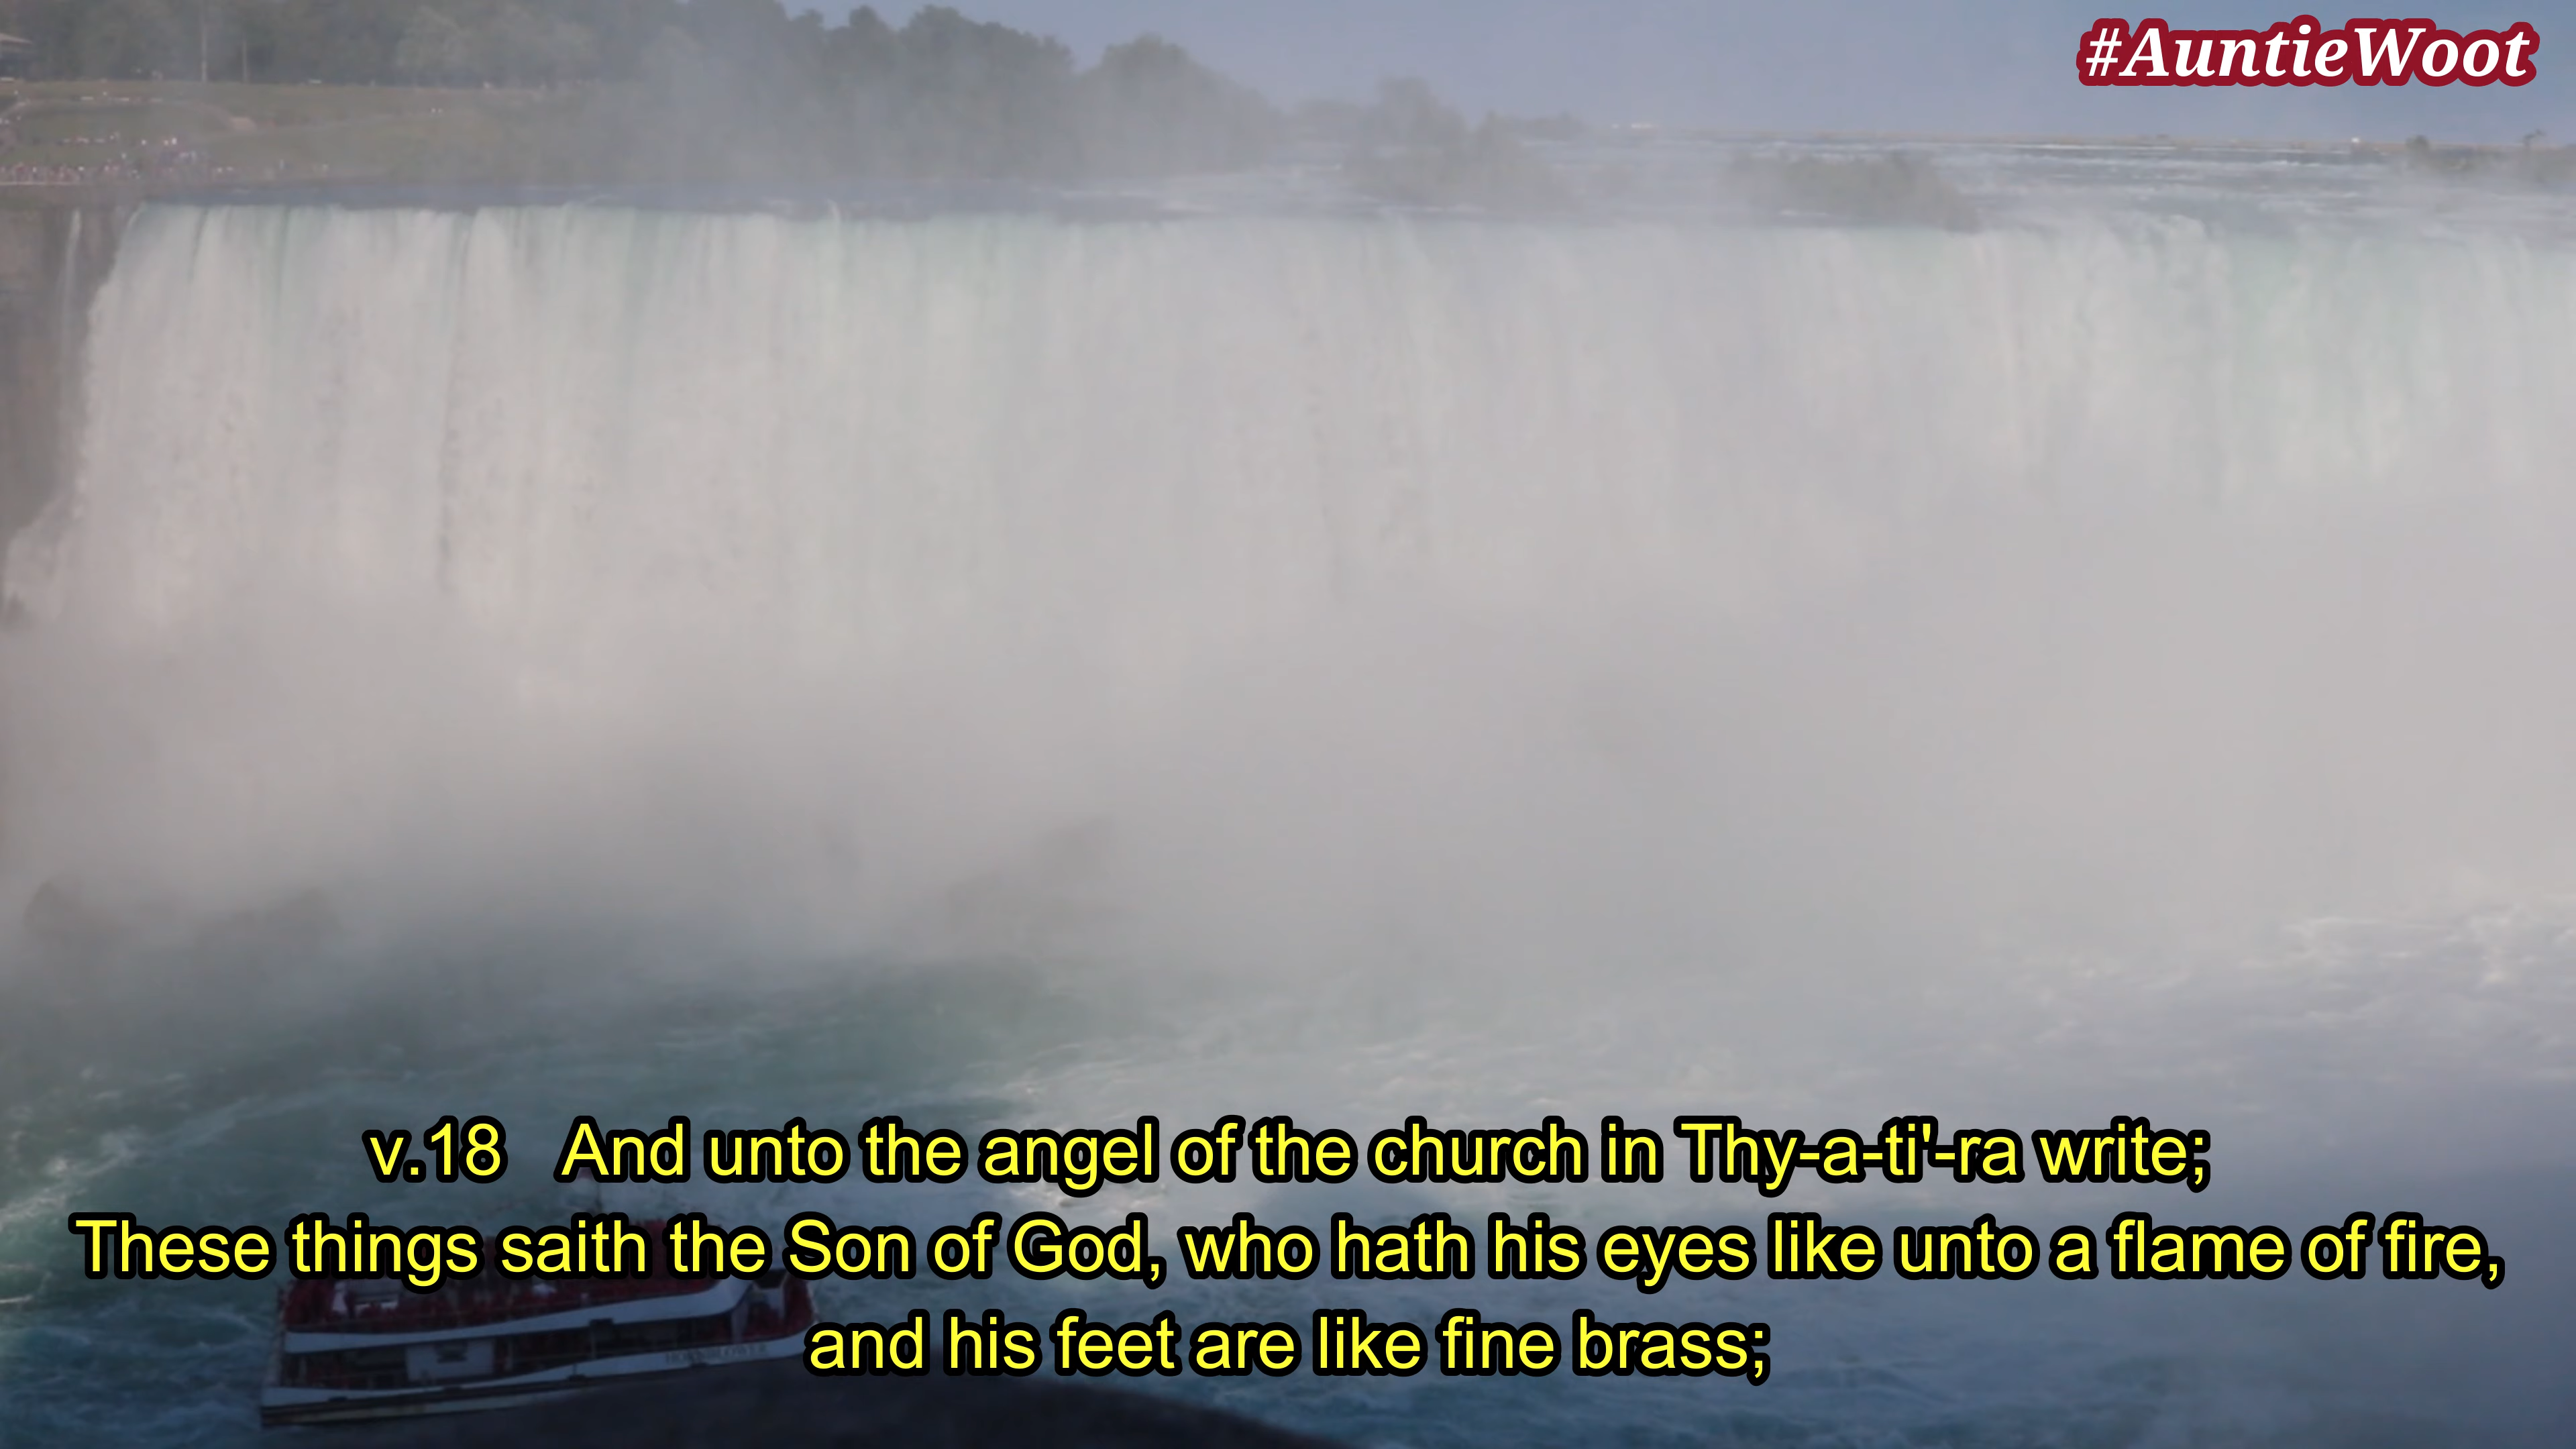 #AuntieWoot
v.18 And unto the angel of the church in Thy-a-ti'-ra write;
These things saith the Son of God, who hath his eyes like unto a flame of fire,
and his feet are like fine brass;
HORNBLOWER